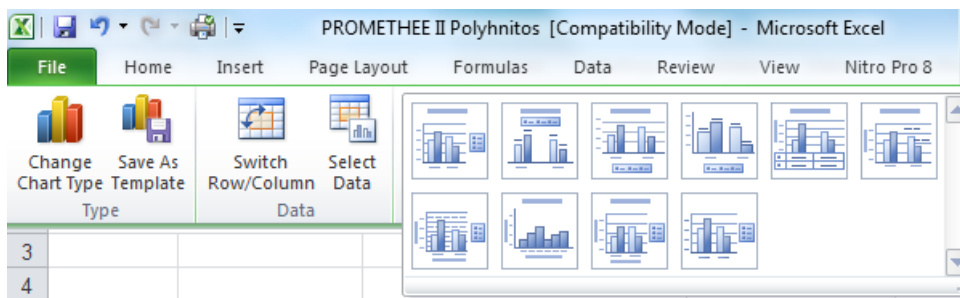 PROMETHEE II Polyhnitos [Compatibility Mode] - Microsoft Excel
File Home Insert Page Layout Formulas Data Review View Nitro Pro 8
Change Chart Type
Save As Template
Switch Row/Column
Select Data
Type
Data
3
4